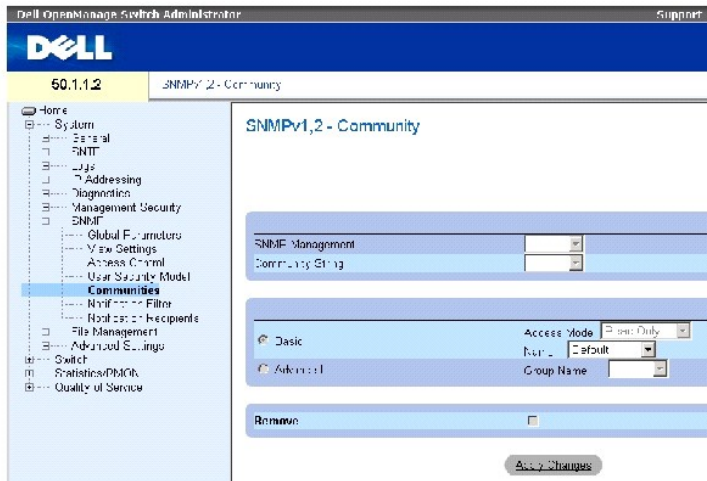 Dell OpenManage Switch Administrator
Support
DELL
50.1.1.2
SNMPv1,2 - Community
Home
System
General
SNTP
Logs
IP Addressing
Diagnostics
Management Security
SNMP
Global Parameters
View Settings
Access Control
User Security Model
Communities
Notification Filter
Notification Recipients
File Management
Advanced Settings
Switch
Statistics/RMON
Quality of Service
SNMPv1,2 - Community
SNMP Management
Community String
Basic
Access Mode Read Only
Name Default
Advanced
Group Name
Remove
Apply Changes